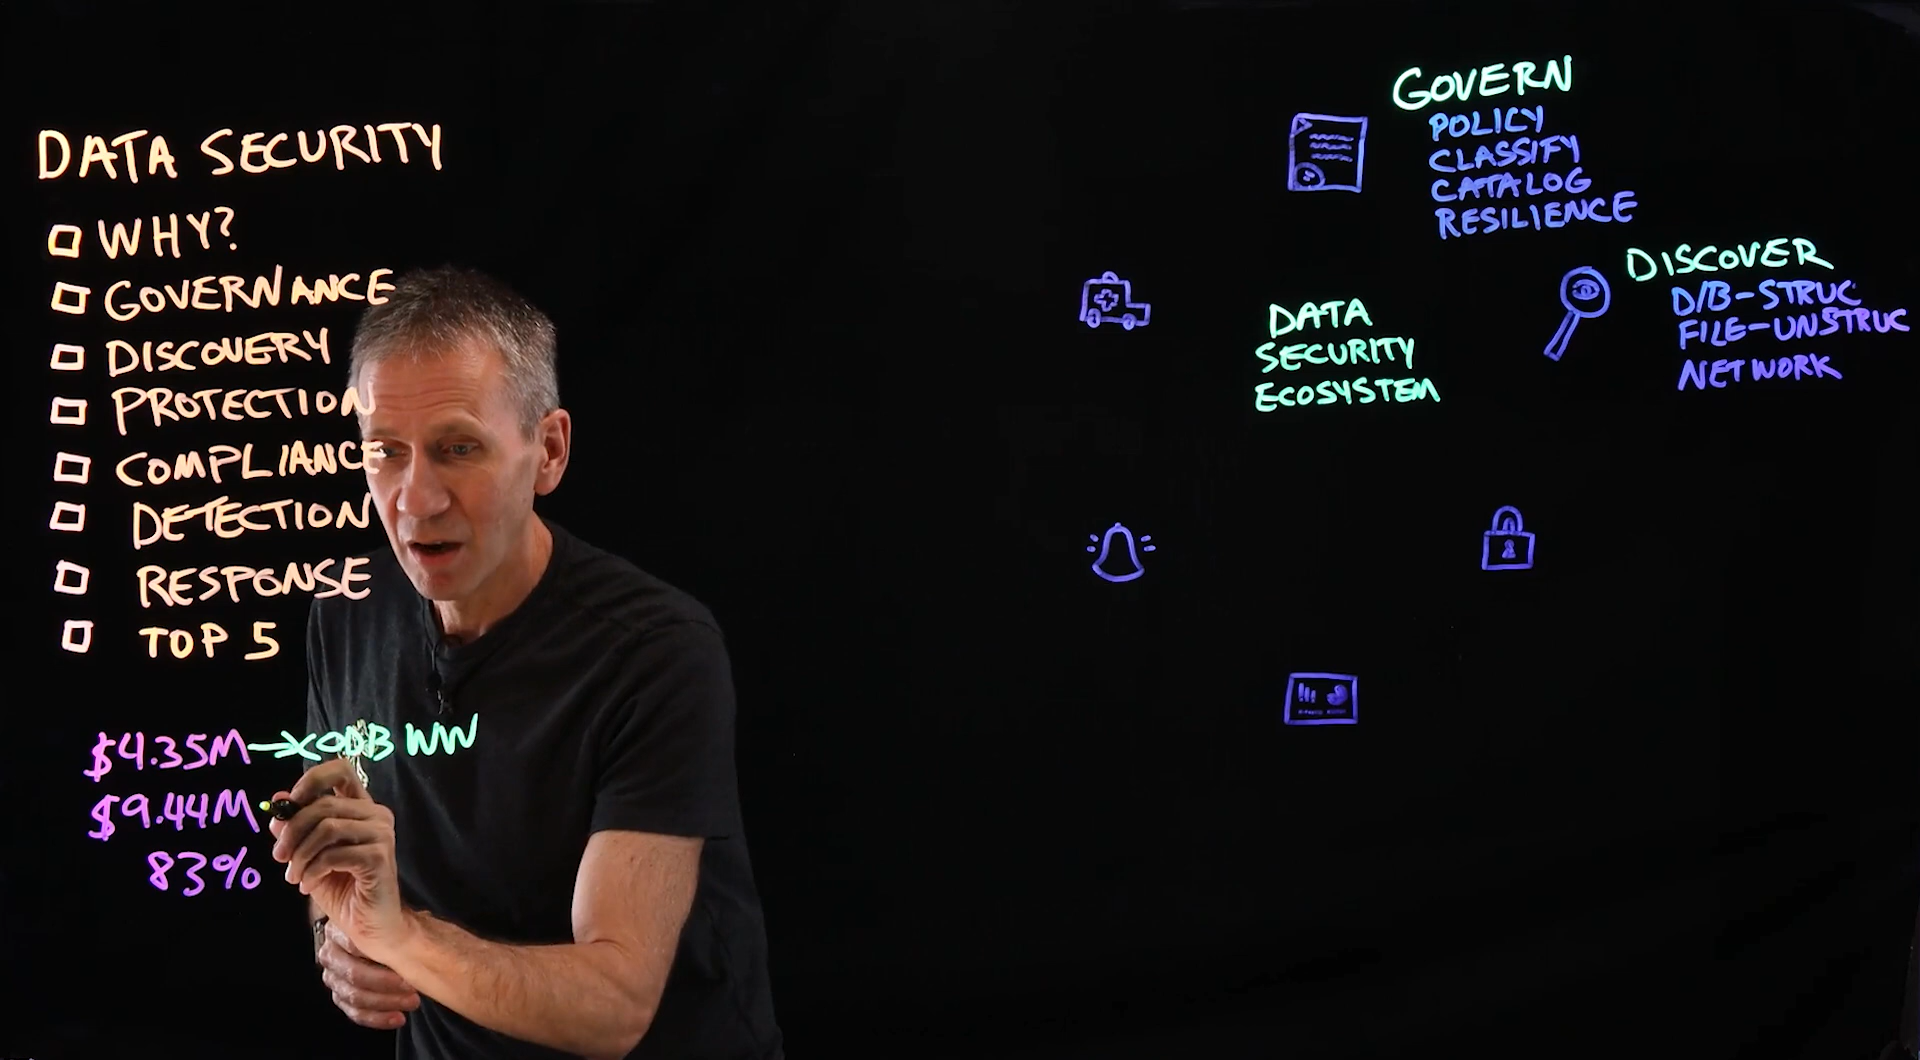 DATA SECURITY
WHY?
GOVERNANCE
DISCOVERY
PROTECTION
COMPLIANCE
DETECTION
RESPONSE
TOP 5
$4.35M→CODB WW
$9.44M
83%
GOVERN
POLICY
CLASSIFY
CATALOG
RESILIENCE
DISCOVER
D/B-STRUC
FILE-UNSTRUC
NETWORK
DATA
SECURITY
ECOSYSTEM